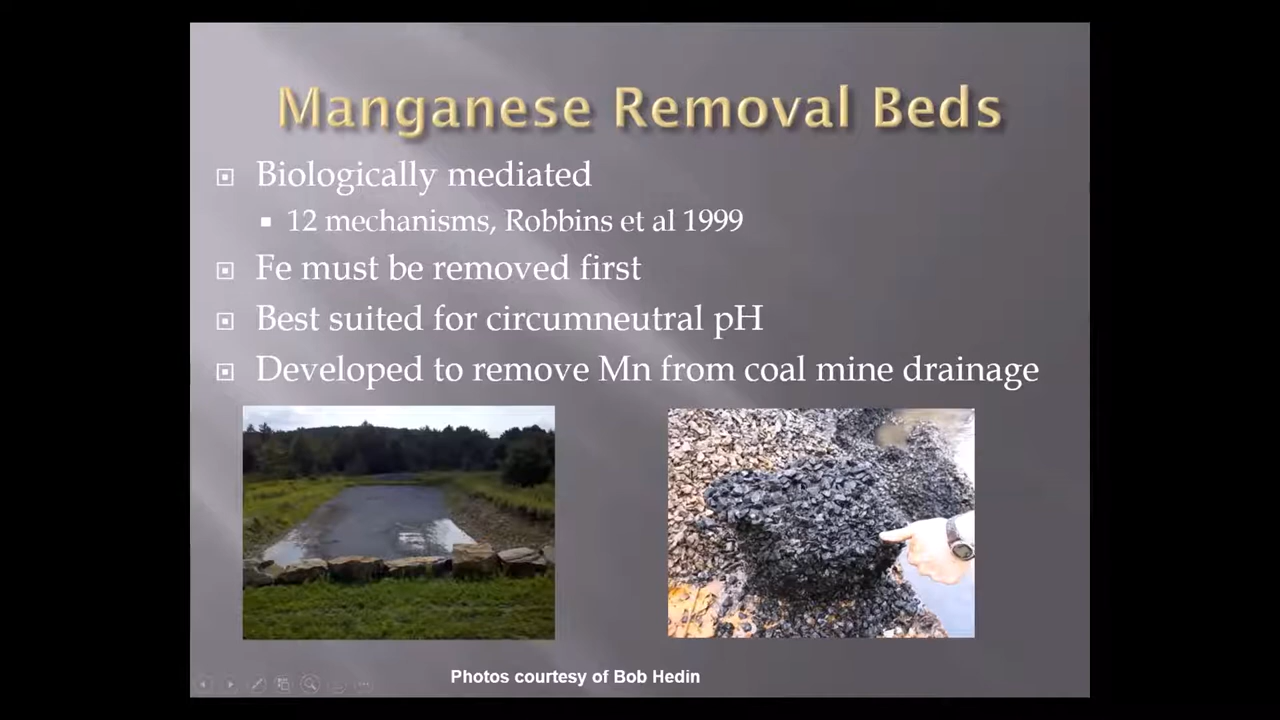 Manganese Removal Beds
Biologically mediated
12 mechanisms, Robbins et al 1999
Fe must be removed first
Best suited for circumneutral pH
Developed to remove Mn from coal mine drainage
Photos courtesy of Bob Hedin